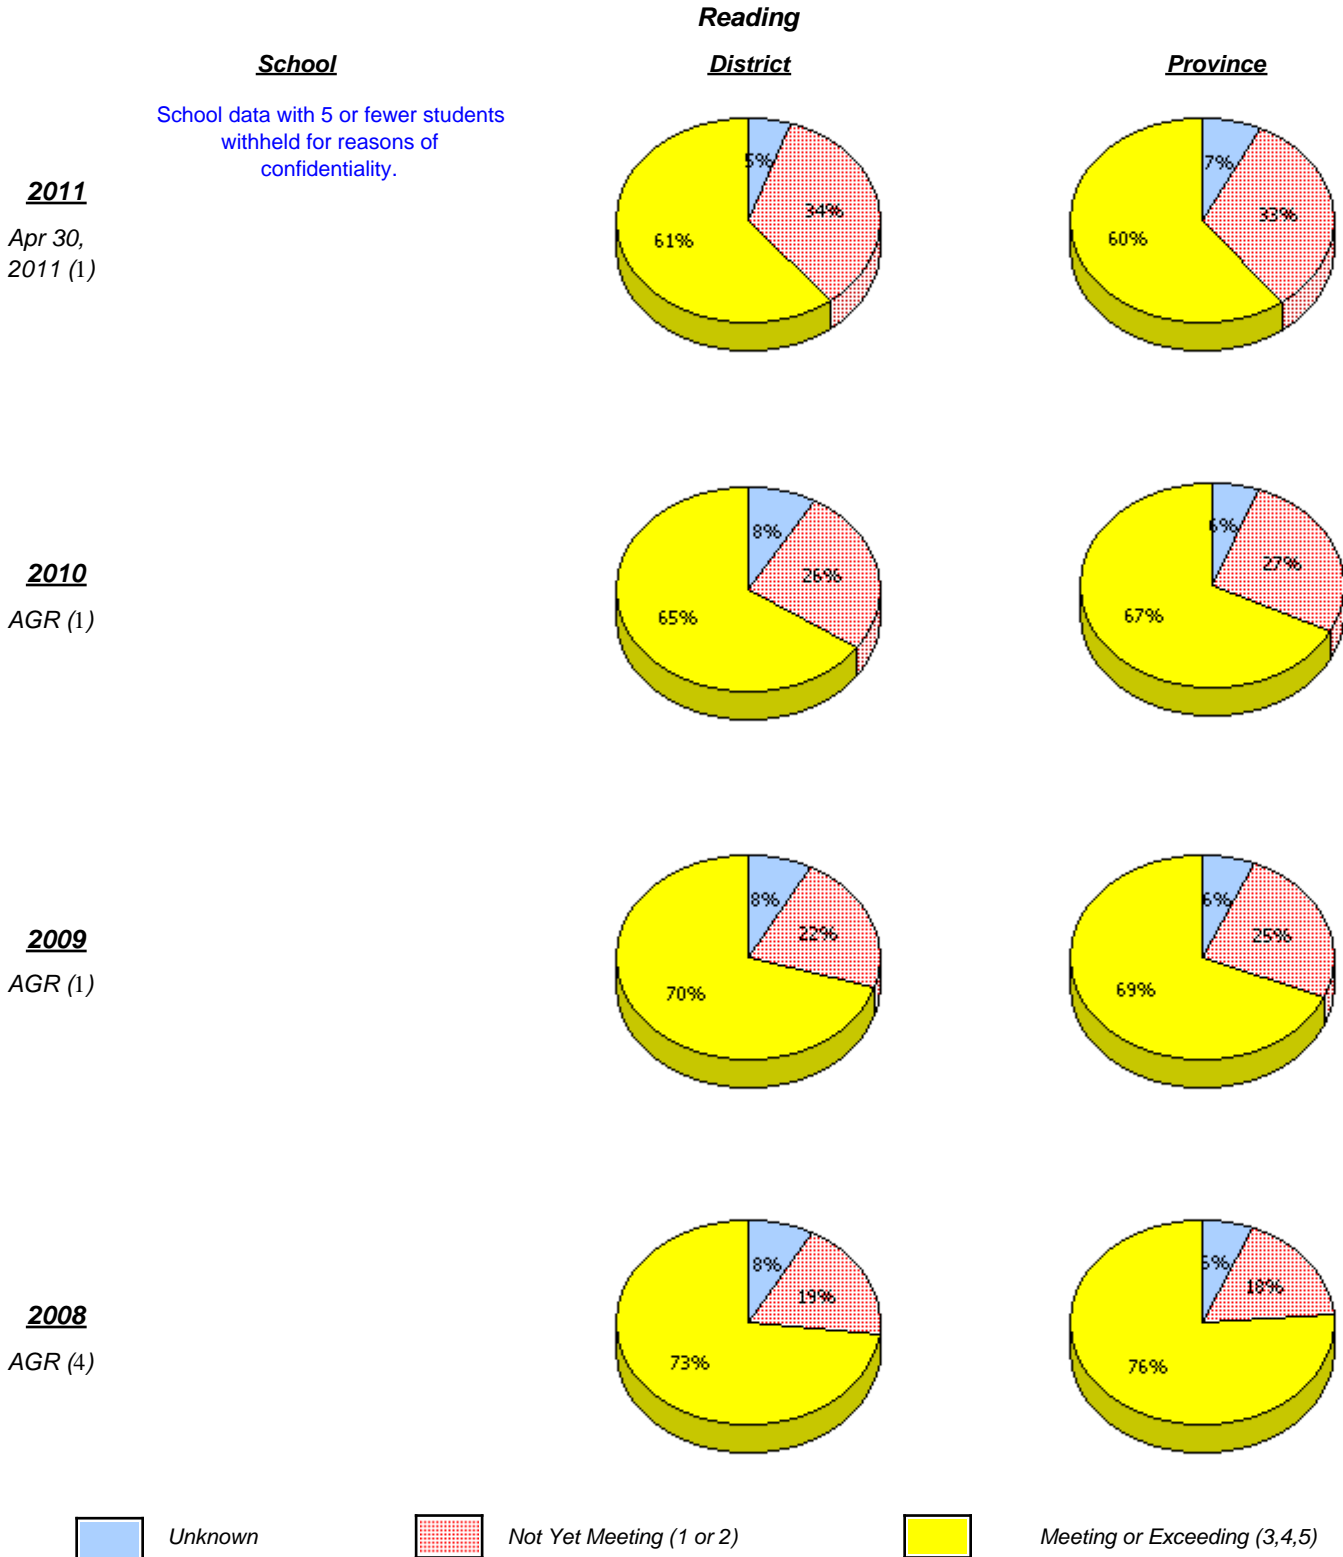 Reading
School
District
Province
School data with 5 or fewer students
withheld for reasons of
confidentiality.
2011
Apr 30,
2011 (1)
5%
34%
61%
7%
33%
60%
2010
AGR (1)
8%
26%
65%
6%
27%
67%
2009
AGR (1)
8%
22%
70%
6%
25%
69%
2008
AGR (4)
8%
19%
73%
18%
76%
Unknown
Not Yet Meeting (1 or 2)
Meeting or Exceeding (3,4,5)